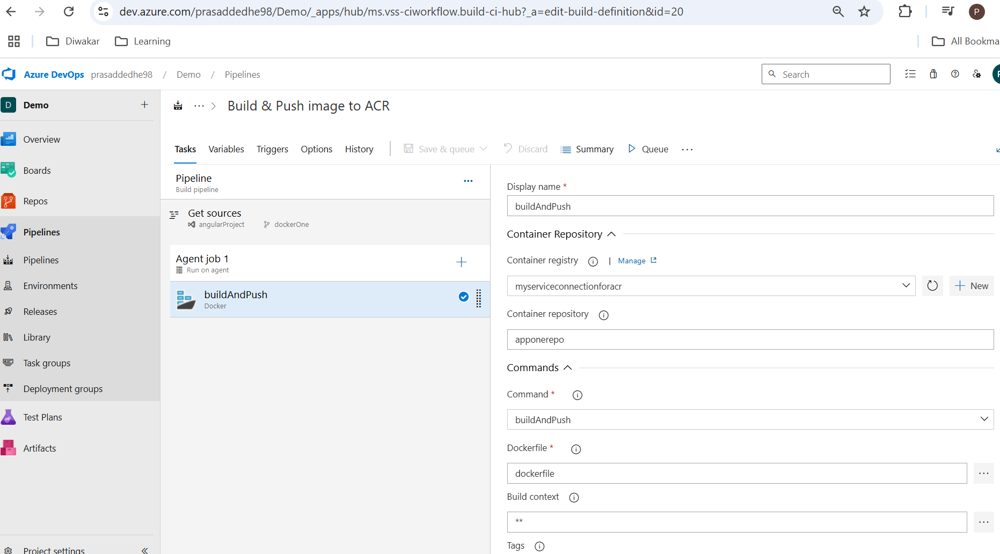 dev.azure.com/prasaddedhe98/Demo/_apps/hub/ms.vss-ciworkflow.build-ci-hub?_a=edit-build-definition&id=20
P
Diwakar
Learning
All Bookma
Azure DevOps prasaddedhe98 / Demo / Pipelines
Search
D Demo
Overview
Boards
Repos
Pipelines
Pipelines
Environments
Releases
Library
Task groups
Deployment groups
Test Plans
Artifacts
Project settings
Build & Push image to ACR
Tasks Variables Triggers Options History Save & queue Discard Summary Queue
Pipeline
Build pipeline
Get sources
angularProject dockerOne
Agent job 1
Run on agent
buildAndPush
Docker
Display name *
buildAndPush
Container Repository
Container registry | Manage
myserviceconnectionforacr
New
Container repository
apponerepo
Commands
Command *
buildAndPush
Dockerfile *
dockerfile
Build context
**
Tags